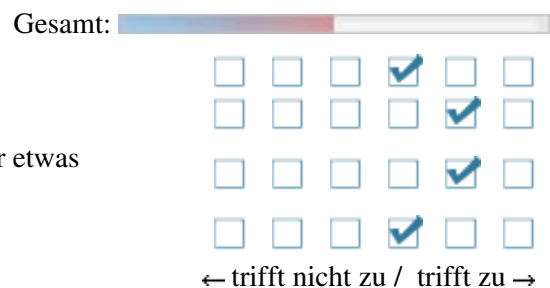 Gesamt:
r etwas
← trifft nicht zu / trifft zu →